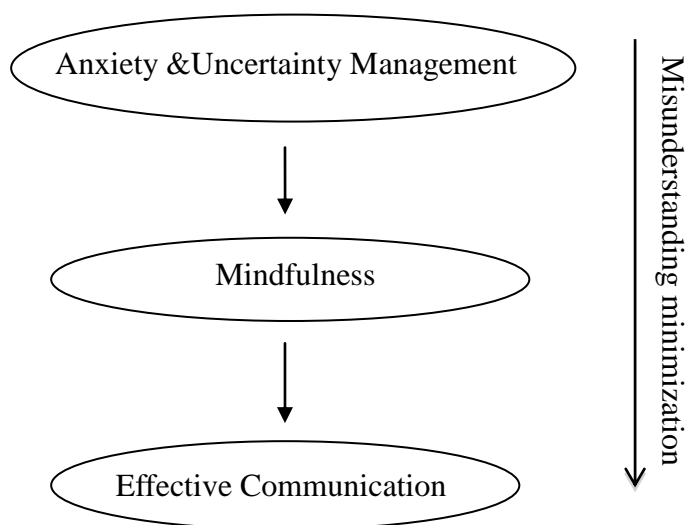 Anxiety &Uncertainty Management
Mindfulness
Effective Communication
Misunderstanding minimization